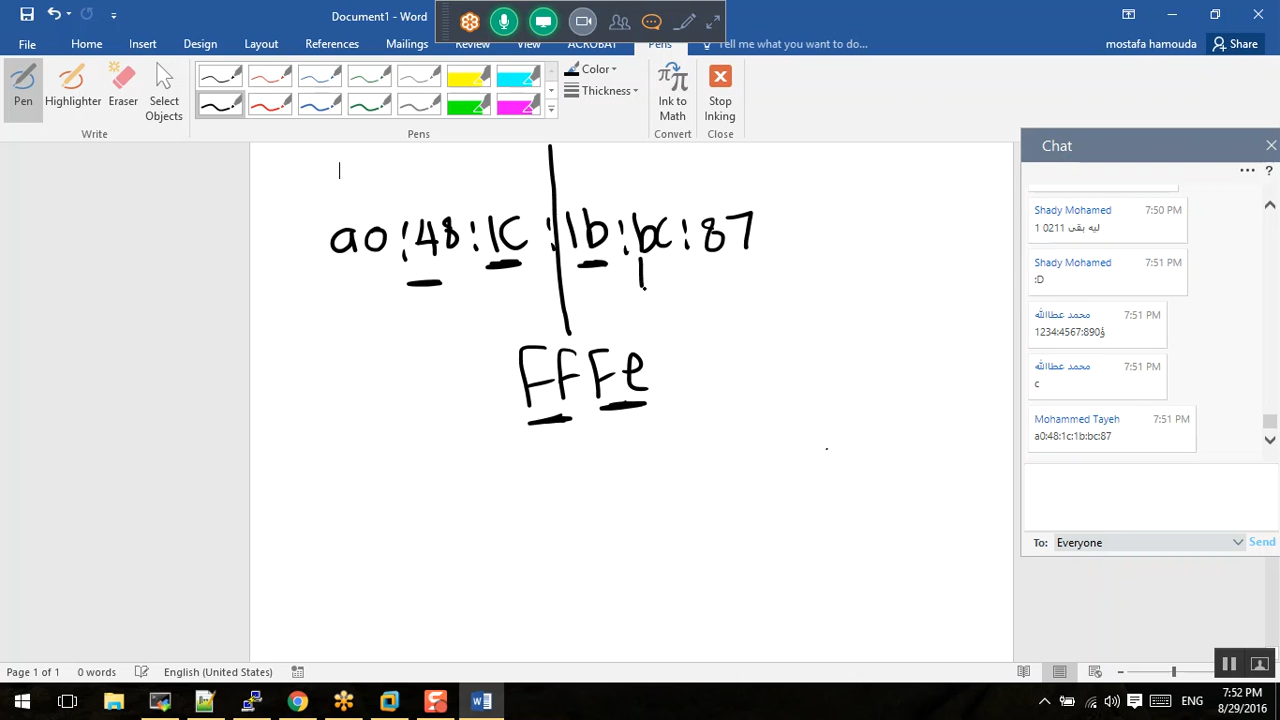 Document1 - Word
File
Home
Insert
Design
Layout
References
Mailings
Review
View
ACROBAT
Pens
Tell me what you want to do...
mostafa hamouda
Share
Pen
Highlighter
Eraser
Select Objects
Write
Pens
Color
Thickness
Ink to Math
Convert
Stop Inking
Close
a0:48:1C:1b:bc:87
FFFe
Chat
Shady Mohamed 7:50 PM
ليه بقى 0211 1
Shady Mohamed 7:51 PM
:D
محمد عطاالله 7:51 PM
1234:4567:890ؤ
محمد عطاالله 7:51 PM
c
Mohammed Tayeh 7:51 PM
a0:48:1c:1b:bc:87
To: Everyone Send
Page 1 of 1 0 words English (United States)
ENG
7:52 PM
8/29/2016